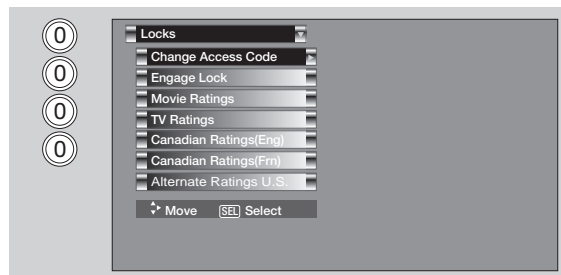 0
0
0
0
Locks
Change Access Code
Engage Lock
Movie Ratings
TV Ratings
Canadian Ratings(Eng)
Canadian Ratings(Frn)
Alternate Ratings U.S.
Move SEL Select